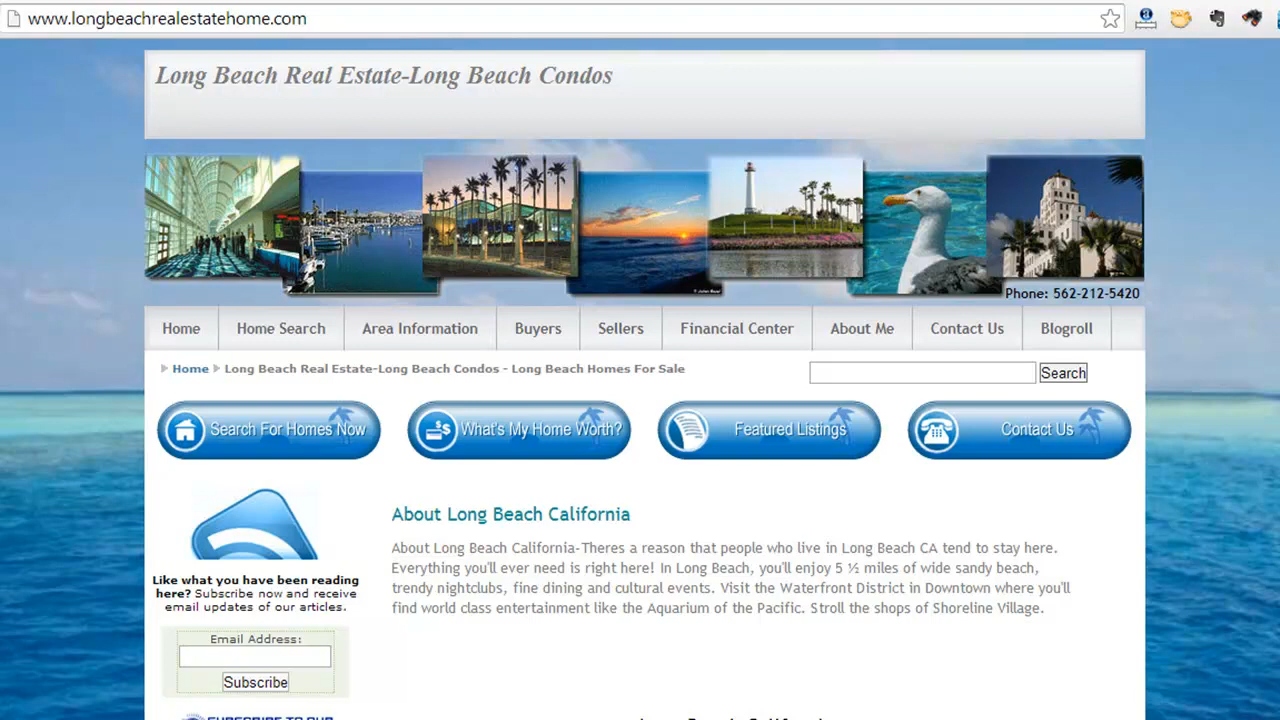 www.longbeachrealestatehome.com
Long Beach Real Estate-Long Beach Condos
Phone: 562-212-5420
Home Home Search Area Information Buyers Sellers Financial Center About Me Contact Us Blogroll
Home Long Beach Real Estate-Long Beach Condos - Long Beach Homes For Sale
Search
Search For Homes Now What's My Home Worth? Featured Listings Contact Us
About Long Beach California
About Long Beach California-Theres a reason that people who live in Long Beach CA tend to stay here.
Everything you'll ever need is right here! In Long Beach, you'll enjoy 5 ½ miles of wide sandy beach,
trendy nightclubs, fine dining and cultural events. Visit the Waterfront District in Downtown where you'll
find world class entertainment like the Aquarium of the Pacific. Stroll the shops of Shoreline Village.
Like what you have been reading
here? Subscribe now and receive
email updates of our articles.
Email Address:
Subscribe
SUBSCRIBE TO OUR